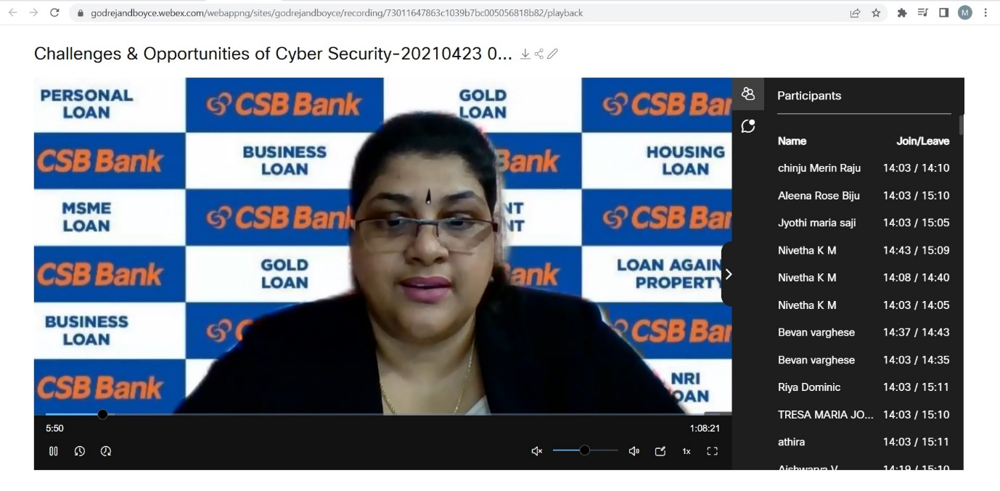 godrejandboyce.webex.com/webappng/sites/godrejandboyce/recording/73011647863c1039b7bc005056818b82/playback
M
Challenges & Opportunities of Cyber Security-20210423 0...
PERSONAL
LOAN
CSB Bank
GOLD
LOAN
CSB Bar
CSB Bank
BUSINESS
LOAN
Bank
HOUSING
LOAN
MSME
LOAN
CSB Bank
NT
NT
CSB Bar
CSB Bank
GOLD
LOAN
ank
LOAN AGAIN
PROPERTY
BUSINESS
LOAN
CSB Bar
CSB Bank
NRI
OAN
5:50
1:08:21
1x
Participants
Name Join/Leave
chinju Merin Raju 14:03 / 14:10
Aleena Rose Biju 14:03 / 15:10
Jyothi maria saji 14:03 / 15:05
Nivetha K M 14:43 / 15:09
Nivetha K M 14:08 / 14:40
Nivetha K M 14:03 / 14:05
Bevan varghese 14:37 / 14:43
Bevan varghese 14:03 / 14:35
Riya Dominic 14:03 / 15:11
TRESA MARIA JO... 14:03 / 15:10
athira 14:03 / 15:11
Aishwarya V 14:19 / 15:10